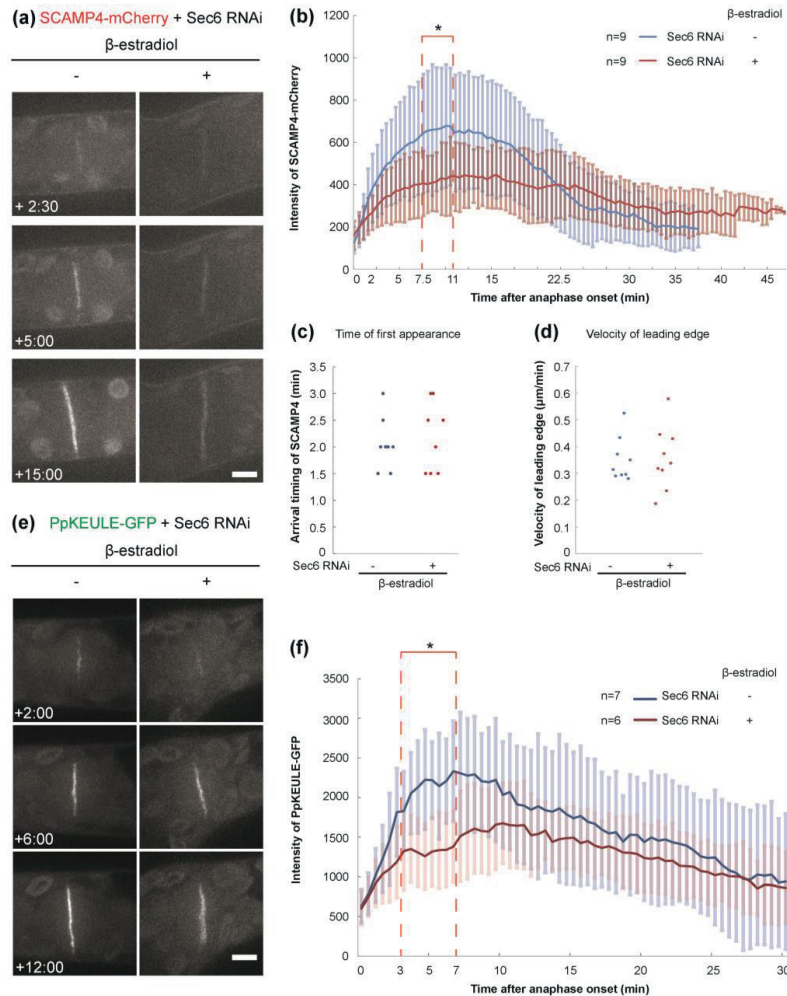 (a) SCAMP4-mCherry + Sec6 RNAi
β-estradiol
- +
+ 2:30
+5:00
+15:00
(b)
β-estradiol
n=9 Sec6 RNAi -
n=9 Sec6 RNAi +
*
1200
1000
800
600
400
200
0
Intensity of SCAMP4-mCherry
0 2 5 7.5 11 15 22.5 25 30 35 40 45
Time after anaphase onset (min)
(c) Time of first appearance
3.5
3.0
2.5
2.0
1.5
1.0
0.5
0
Arrival timing of SCAMP4 (min)
Sec6 RNAi - +
β-estradiol
(d) Velocity of leading edge
0.7
0.6
0.5
0.4
0.3
0.2
0.1
0
Velocity of leading edge (μm/min)
Sec6 RNAi - +
β-estradiol
(e) PpKEULE-GFP + Sec6 RNAi
β-estradiol
- +
+2:00
+6:00
+12:00
(f)
β-estradiol
n=7 Sec6 RNAi -
n=6 Sec6 RNAi +
*
3500
3000
2500
2000
1500
1000
500
0
Intensity of PpKEULE-GFP
0 3 5 7 10 15 20 25 30
Time after anaphase onset (min)